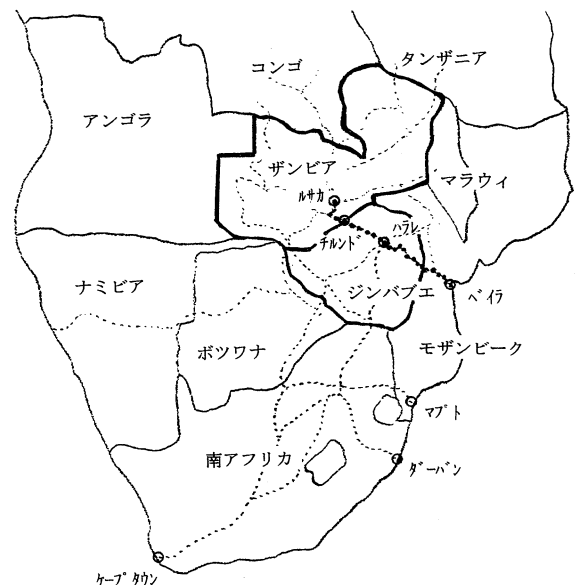 コンゴ
タンザニア
アンゴラ
ザンビア
マラウィ
ルサカ
チルンド
ハラレ
ナミビア
ジンバブエ
ベイラ
ボツワナ
モザンビーク
マプト
南アフリカ
ダーバン
ケープタウン